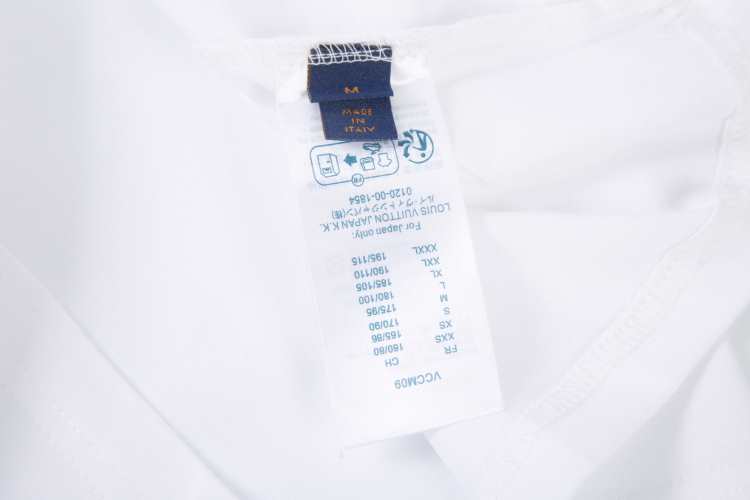 M
MADE
IN
ITALY
VCCM09
FR CH
XXS 160/80
XS 165/86
S 170/90
M 175/95
L 180/100
XL 185/105
XXL 190/110
XXXL 195/115
For Japan only:
LOUIS VUITTON JAPAN K.K.
ルイ・ヴィトンジャパン(株)
0120-00-1854
FR